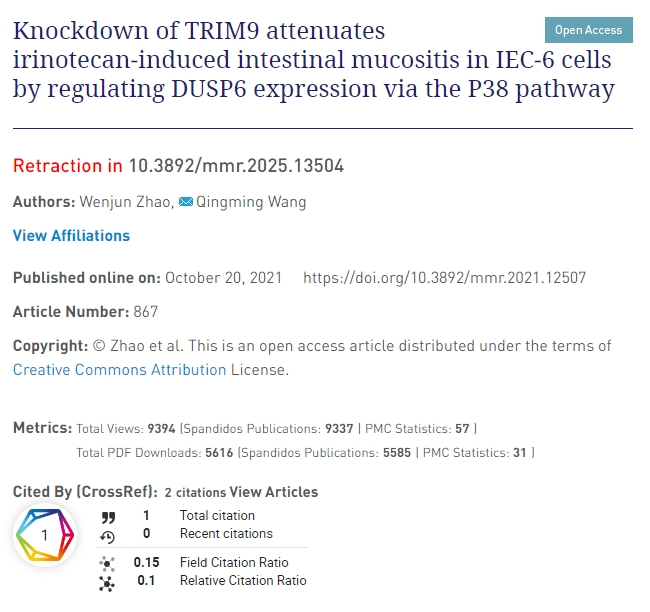 Knockdown of TRIM9 attenuates
Open Access
irinotecan-induced intestinal mucositis in IEC-6 cells
by regulating DUSP6 expression via the P38 pathway
Retraction in 10.3892/mmr.2025.13504
Authors: Wenjun Zhao, Qingming Wang
View Affiliations
Published online on: October 20, 2021 https://doi.org/10.3892/mmr.2021.12507
Article Number: 867
Copyright: © Zhao et al. This is an open access article distributed under the terms of
Creative Commons Attribution License.
Metrics: Total Views: 9394 (Spandidos Publications: 9337 | PMC Statistics: 57 )
Total PDF Downloads: 5616 (Spandidos Publications: 5585 | PMC Statistics: 31 )
Cited By (CrossRef): 2 citations View Articles
1
1 Total citation
0 Recent citations
0.15 Field Citation Ratio
0.1 Relative Citation Ratio